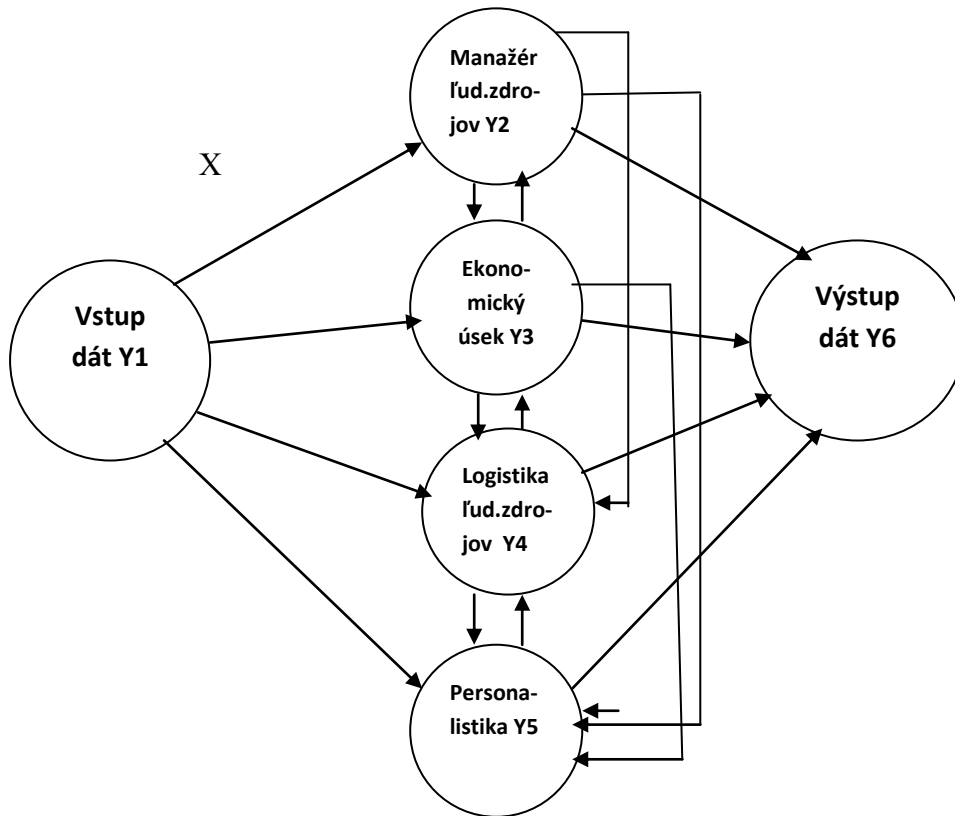 Manažér
ľud.zdro-
jov Y2
X
Ekono-
mický
úsek Y3
Vstup
dát Y1
Výstup
dát Y6
Logistika
ľud.zdro-
jov Y4
Persona-
listika Y5